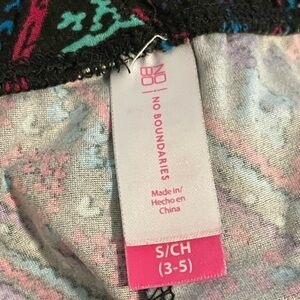 NO
BO
NO BOUNDARIES
Made in/
Hecho en
China
S/CH
(3-5)